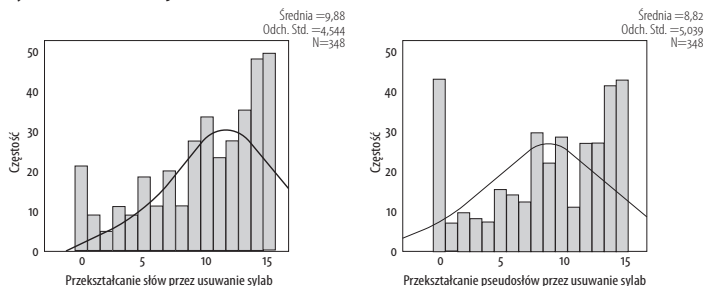 Średnia =9,88
Odch. Std. =4,544
N=348
50
40
30
20
10
0
Częstość
0 5 10 15
Przekształcanie słów przez usuwanie sylab
Średnia =8,82
Odch. Std. =5,039
N=348
50
40
30
20
10
0
Częstość
0 5 10 15
Przekształcanie pseudosłów przez usuwanie sylab